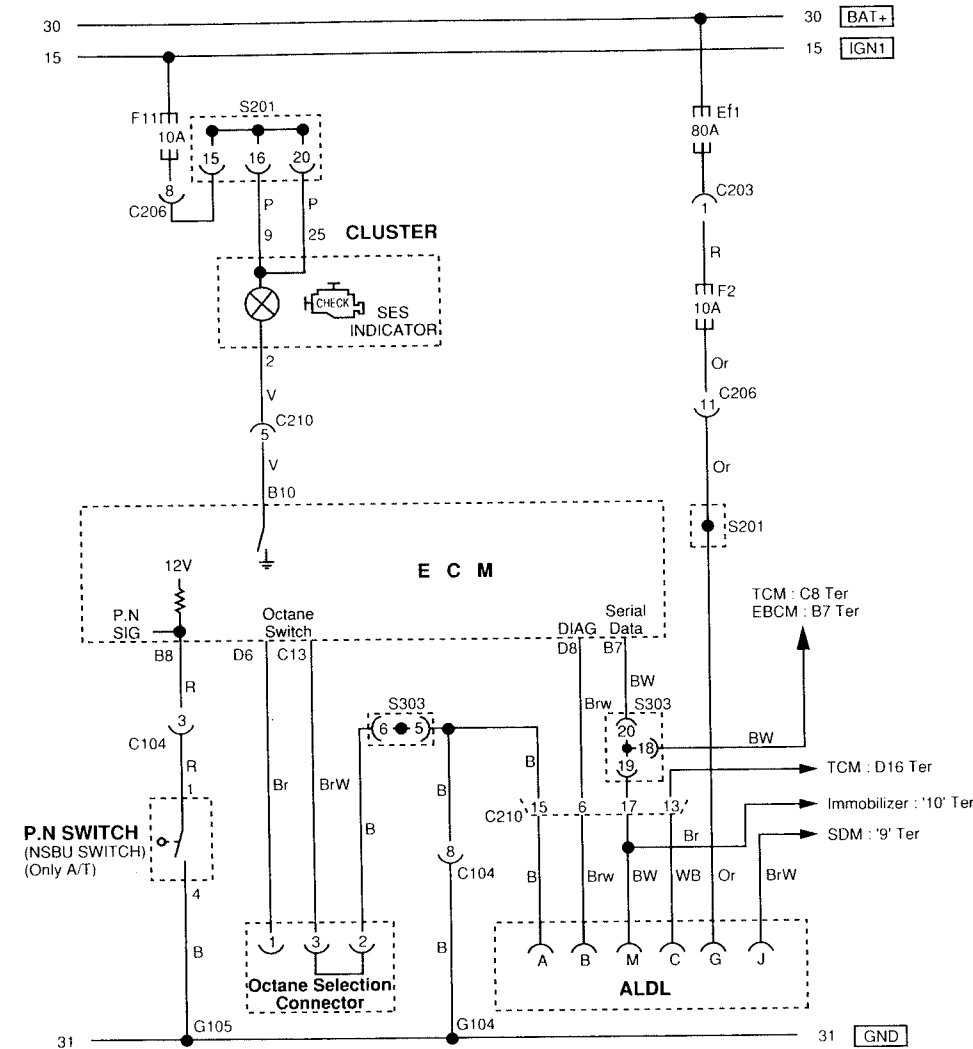 30
30 BAT+
15
15 IGN1
S201
F11
10A
15 16 20
8
C206
P P
9 25
CLUSTER
CHECK
SES
INDICATOR
2
V
C210
5
V
B10
Ef1
80A
C203
1
R
F2
10A
Or
C206
11
Or
S201
E C M
12V
P.N
SIG
Octane
Switch
DIAG
Serial
Data
B8 D6 C13 D8 B7
TCM : C8 Ter
EBCM : B7 Ter
R
3
C104
R
1
P.N SWITCH
(NSBU SWITCH)
(Only A/T)
4
B
G105
Br BrW
B
S303
6 5
B
8
C104
B
G104
B
Brw
BW
S303
20
18
19
BW
TCM : D16 Ter
C210
15 6 17 13
Immobilizer : '10' Ter
Br
SDM : '9' Ter
B Brw BW WB Or BrW
1 3 2
Octane Selection
Connector
A B M C G J
ALDL
31
31 GND